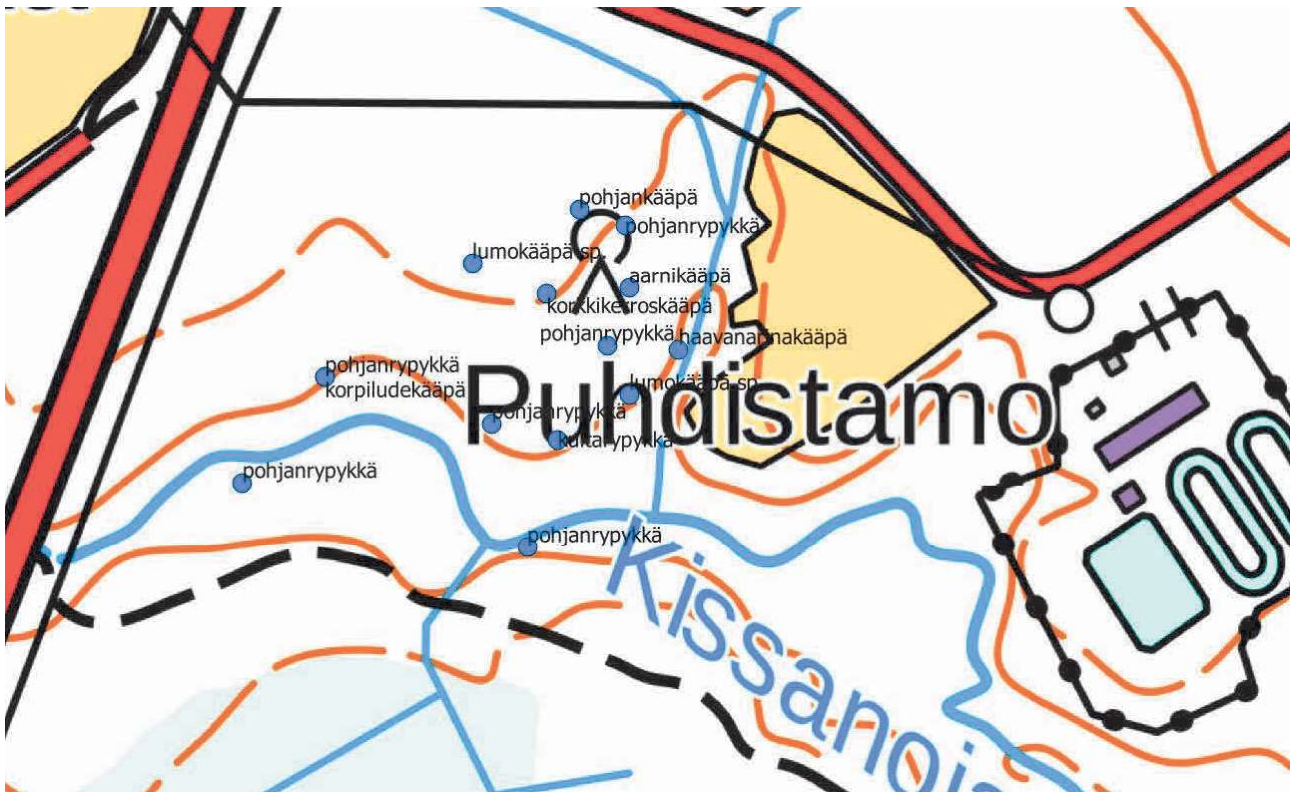 pohjankääpä
pohjanrypykkä
lumokääpä sp.
aarnikääpä
korkkikerroskääpä
pohjanrypykkä
haavanarinakääpä
pohjanrypykkä
korpiludekääpä
lumokääpä sp.
Puhdistamo
pohjanrypykkä
kultarypykkä
pohjanrypykkä
pohjanrypykkä
Kissanoja